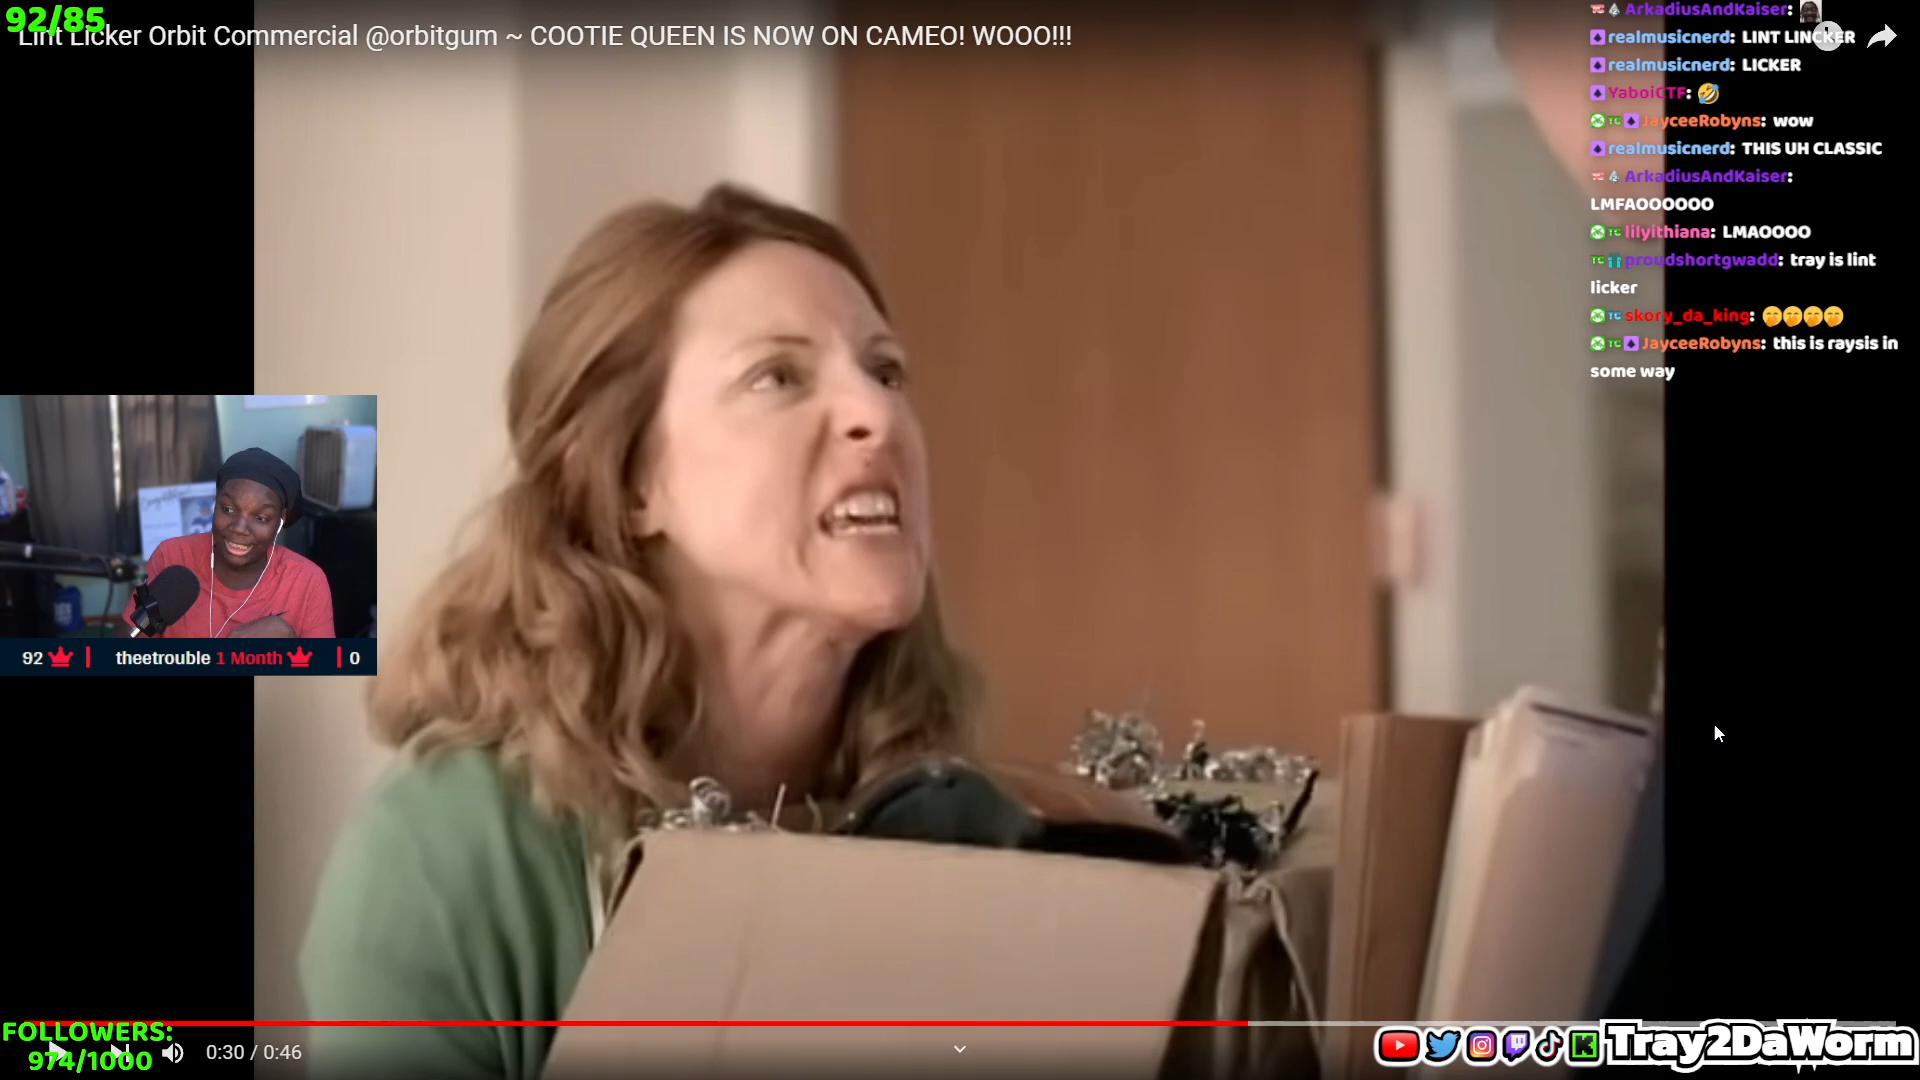 92/85
Lint Licker Orbit Commercial @orbitgum ~ COOTIE QUEEN IS NOW ON CAMEO! WOOO!!!
ArkadiusAndKaiser:
realmusicnerd: LINT LINCKER
realmusicnerd: LICKER
YaboiCTF: 🤣
JayceeRobyns: wow
realmusicnerd: THIS UH CLASSIC
ArkadiusAndKaiser:
LMFAOOOOOO
lilyithiana: LMAOOOO
proudshortgwadd: tray is lint
licker
skory_da_king: 🤭🤭🤭🤭
JayceeRobyns: this is raysis in
some way
92 theetrouble 1 Month 0
FOLLOWERS:
974/1000
0:30 / 0:46
Tray2DaWorm